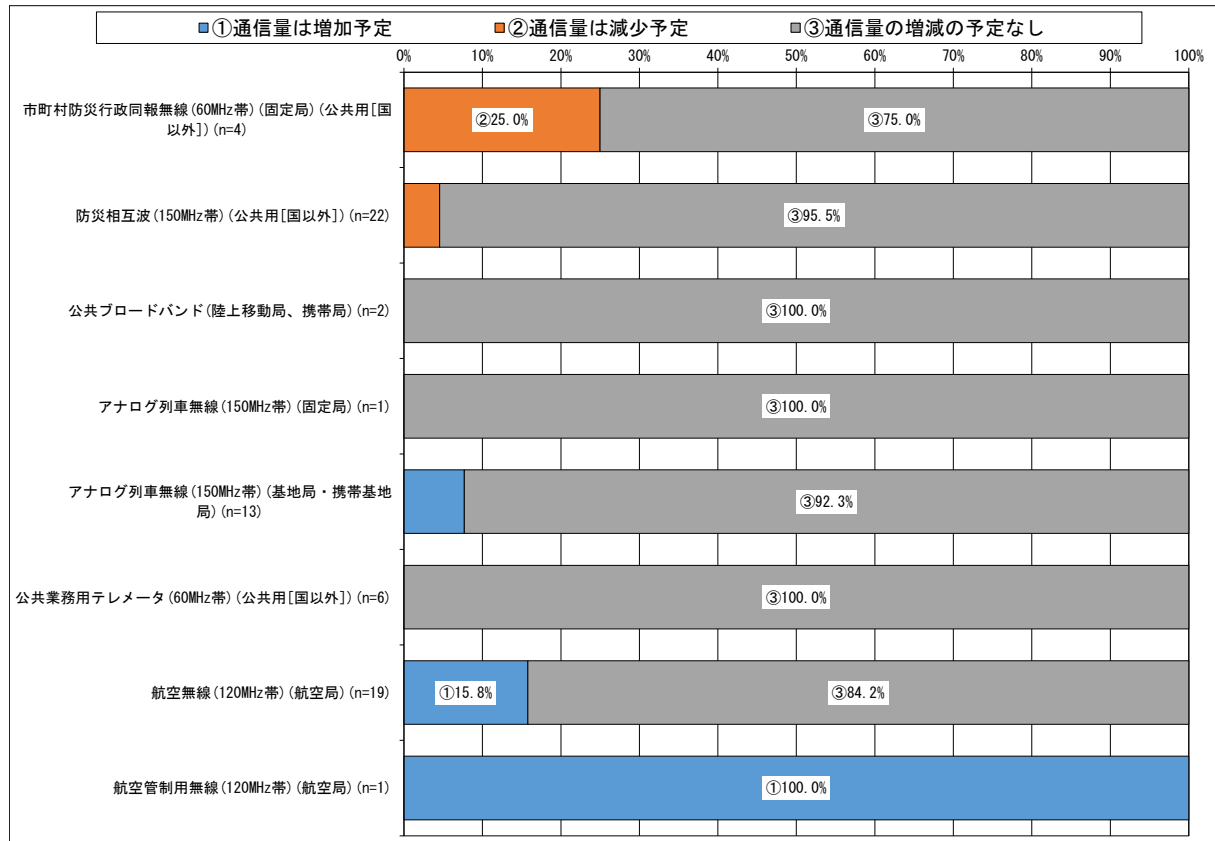 ■①通信量は増加予定 ■②通信量は減少予定 ■③通信量の増減の予定なし
0% 10% 20% 30% 40% 50% 60% 70% 80% 90% 100%
市町村防災行政同報無線(60MHz帯)(固定局)(公共用[国
以外])(n=4)
②25.0% ③75.0%
防災相互波(150MHz帯)(公共用[国以外])(n=22)
③95.5%
公共ブロードバンド(陸上移動局、携帯局)(n=2)
③100.0%
アナログ列車無線(150MHz帯)(固定局)(n=1)
③100.0%
アナログ列車無線(150MHz帯)(基地局・携帯基地
局)(n=13)
③92.3%
公共業務用テレメータ(60MHz帯)(公共用[国以外])(n=6)
③100.0%
航空無線(120MHz帯)(航空局)(n=19)
①15.8% ③84.2%
航空管制用無線(120MHz帯)(航空局)(n=1)
①100.0%